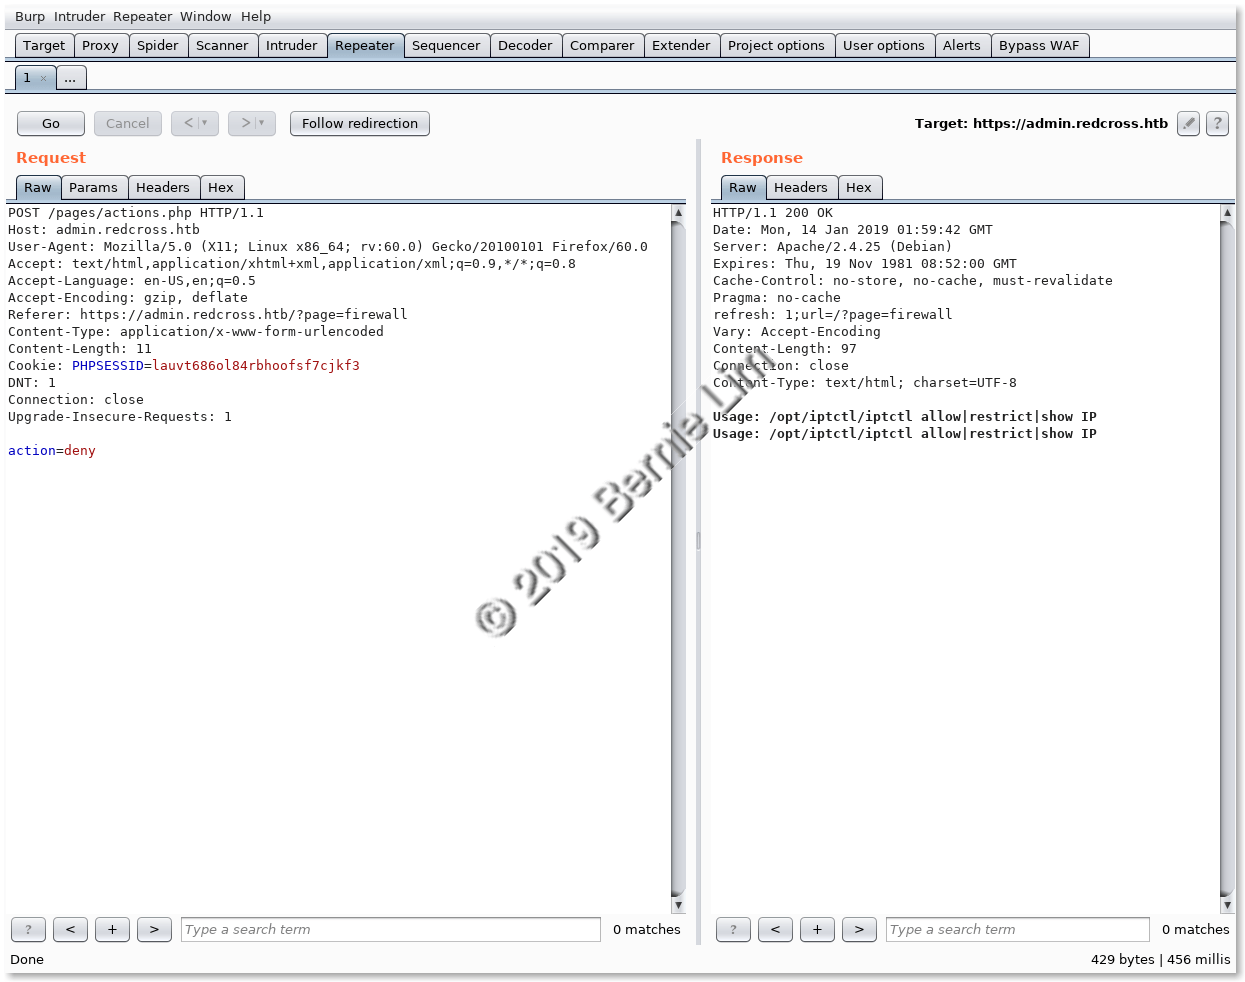 Burp Intruder Repeater Window Help
Target Proxy Spider Scanner Intruder Repeater Sequencer Decoder Comparer Extender Project options User options Alerts Bypass WAF
1 × ...
Go Cancel < | ▾ > | ▾ Follow redirection Target: https://admin.redcross.htb ?
Request
Raw Params Headers Hex
POST /pages/actions.php HTTP/1.1
Host: admin.redcross.htb
User-Agent: Mozilla/5.0 (X11; Linux x86_64; rv:60.0) Gecko/20100101 Firefox/60.0
Accept: text/html,application/xhtml+xml,application/xml;q=0.9,*/*;q=0.8
Accept-Language: en-US,en;q=0.5
Accept-Encoding: gzip, deflate
Referer: https://admin.redcross.htb/?page=firewall
Content-Type: application/x-www-form-urlencoded
Content-Length: 11
Cookie: PHPSESSID=lauvt686ol84rbhoofsf7cjkf3
DNT: 1
Connection: close
Upgrade-Insecure-Requests: 1
action=deny
? < + > Type a search term 0 matches
Response
Raw Headers Hex
HTTP/1.1 200 OK
Date: Mon, 14 Jan 2019 01:59:42 GMT
Server: Apache/2.4.25 (Debian)
Expires: Thu, 19 Nov 1981 08:52:00 GMT
Cache-Control: no-store, no-cache, must-revalidate
Pragma: no-cache
refresh: 1;url=/?page=firewall
Vary: Accept-Encoding
Content-Length: 97
Connection: close
Content-Type: text/html; charset=UTF-8
Usage: /opt/iptctl/iptctl allow|restrict|show IP
Usage: /opt/iptctl/iptctl allow|restrict|show IP
? < + > Type a search term 0 matches
© 2019 Bernie Lim
Done 429 bytes | 456 millis